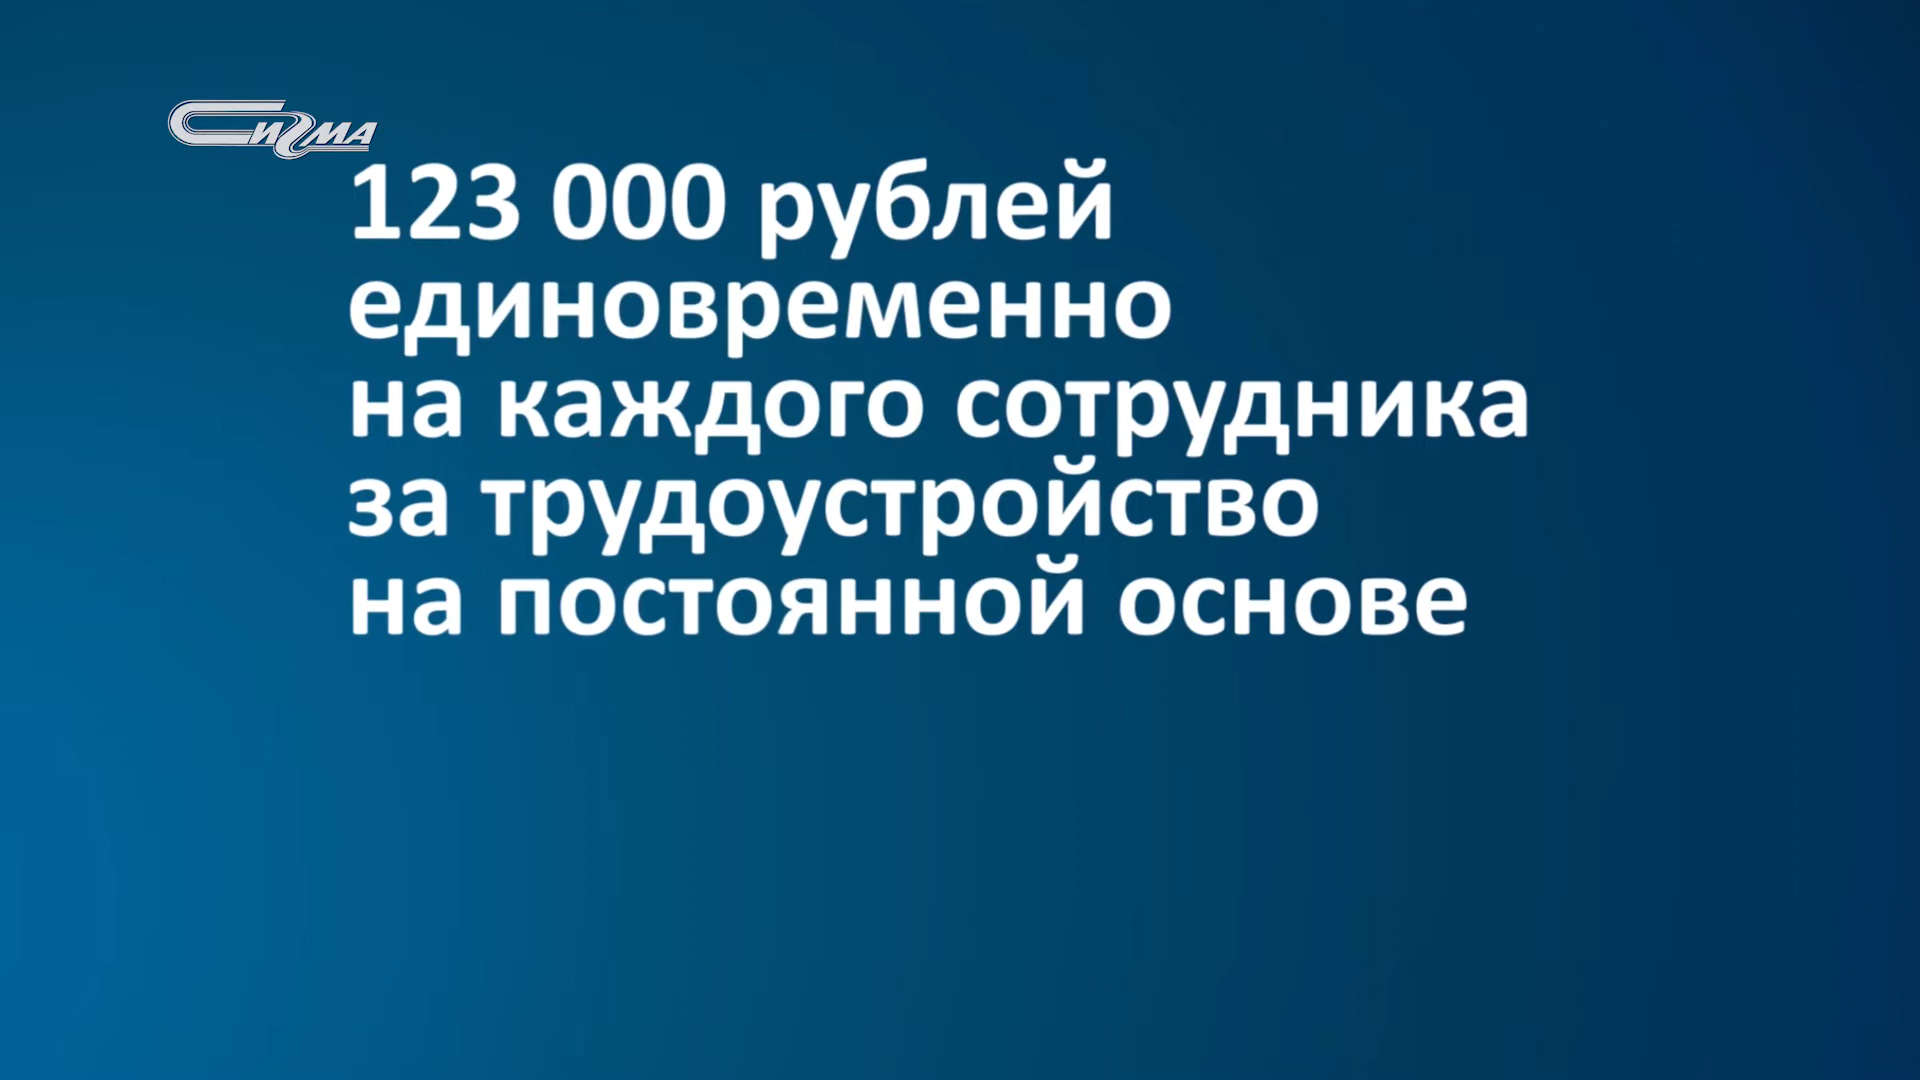 Сигма
123 000 рублей
единовременно
на каждого сотрудника
за трудоустройство
на постоянной основе